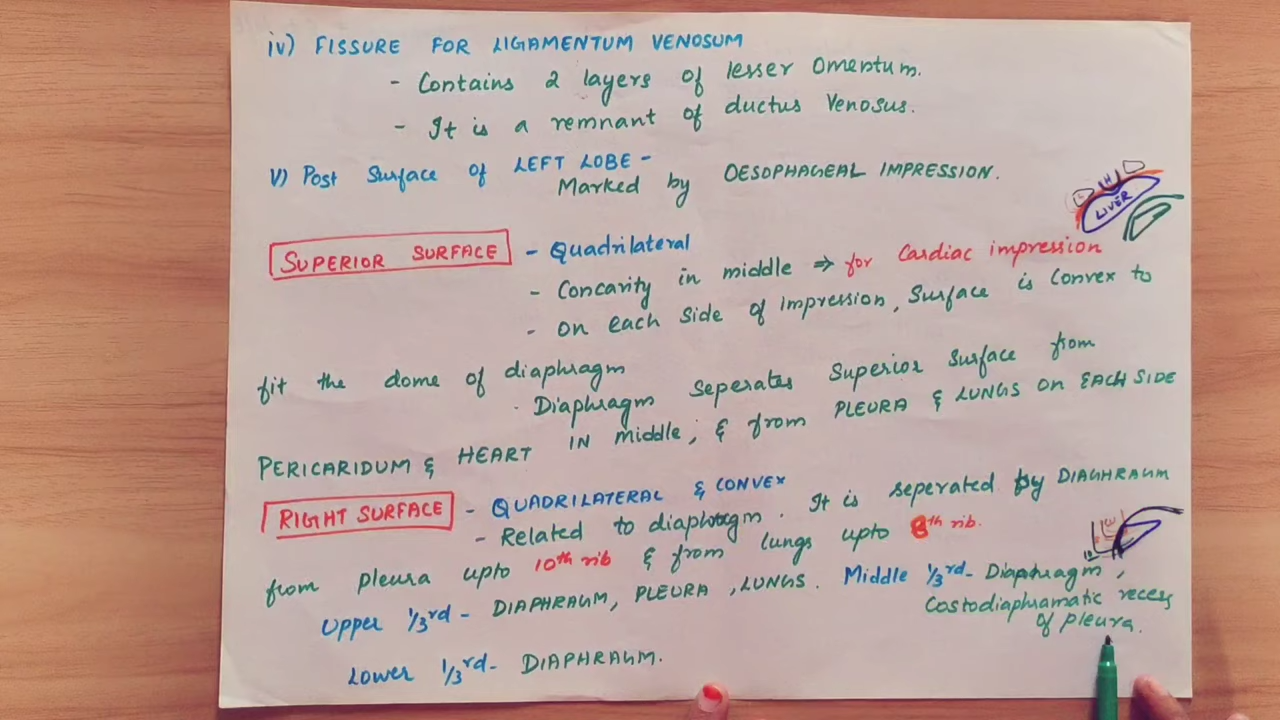 iv) FISSURE FOR LIGAMENTUM VENOSUM
- Contains 2 layers of lesser Omentum.
- It is a remnant of ductus Venosus.
V) Post Surface of LEFT LOBE -
Marked by OESOPHAGEAL IMPRESSION.
LIVER
SUPERIOR SURFACE - Quadrilateral
- Concavity in middle ⇒ for Cardiac impression
- on each side of impression, Surface is Convex to
fit the dome of diaphragm
. Diaphragm seperates Superior Surface from
PERICARIDUM & HEART IN middle, & from PLEURA & LUNGS ON EACH SIDE
RIGHT SURFACE - QUADRILATERAL & CONVEX
- Related to diaphragm. It is seperated by DIAGHRAGM
from pleura upto 10th rib & from lungs upto 8th rib.
Upper 1/3rd - DIAPHRAGM, PLEURA, LUNGS. Middle 1/3rd - Diaphragm,
Costodiaphramatic recess
of pleura.
Lower 1/3rd - DIAPHRAGM.